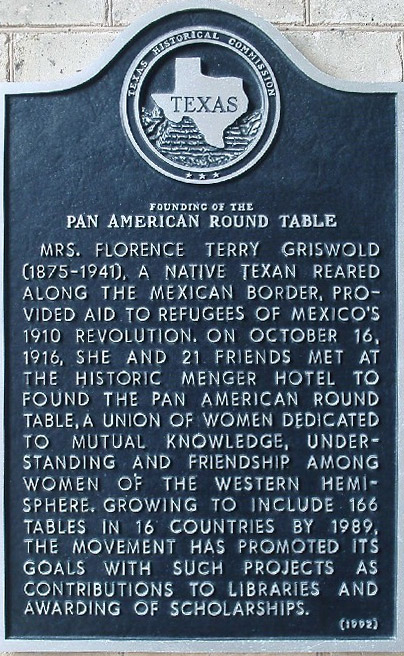 TEXAS HISTORICAL COMMISSION
TEXAS
FOUNDING OF THE
PAN AMERICAN ROUND TABLE
MRS. FLORENCE TERRY GRISWOLD
(1875-1941), A NATIVE TEXAN REARED
ALONG THE MEXICAN BORDER, PRO-
VIDED AID TO REFUGEES OF MEXICO'S
1910 REVOLUTION. ON OCTOBER 16,
1916, SHE AND 21 FRIENDS MET AT
THE HISTORIC MENGER HOTEL TO
FOUND THE PAN AMERICAN ROUND
TABLE, A UNION OF WOMEN DEDICATED
TO MUTUAL KNOWLEDGE, UNDER-
STANDING AND FRIENDSHIP AMONG
WOMEN OF THE WESTERN HEMI-
SPHERE. GROWING TO INCLUDE 166
TABLES IN 16 COUNTRIES BY 1989,
THE MOVEMENT HAS PROMOTED ITS
GOALS WITH SUCH PROJECTS AS
CONTRIBUTIONS TO LIBRARIES AND
AWARDING OF SCHOLARSHIPS.
(1992)